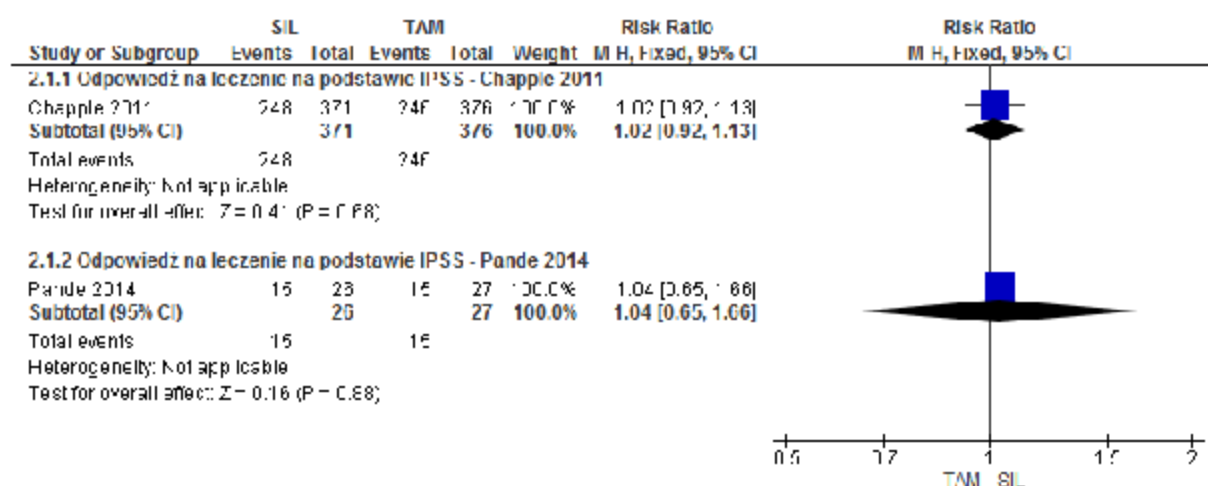 SIL TAM Risk Ratio Risk Ratio
Study or Subgroup Events Total Events Total Weight M H, Fixed, 95% CI M H, Fixed, 95% CI
2.1.1 Odpowiedź na leczenie na podstawie IPSS - Chapple 2011
Chapple 2011 248 371 246 376 100.0% 1.02 [0.92, 1.13]
Subtotal (95% CI) 371 376 100.0% 1.02 [0.92, 1.13]
Total events 248 246
Heterogeneity: Not applicable
Test for overall effect: Z = 0.41 (P = 0.68)
2.1.2 Odpowiedź na leczenie na podstawie IPSS - Pande 2014
Pande 2014 15 26 15 27 100.0% 1.04 [0.65, 1.66]
Subtotal (95% CI) 26 27 100.0% 1.04 [0.65, 1.66]
Total events 15 15
Heterogeneity: Not applicable
Test for overall effect: Z = 0.16 (P = 0.88)
0.5 0.7 1 1.5 2
TAM SIL